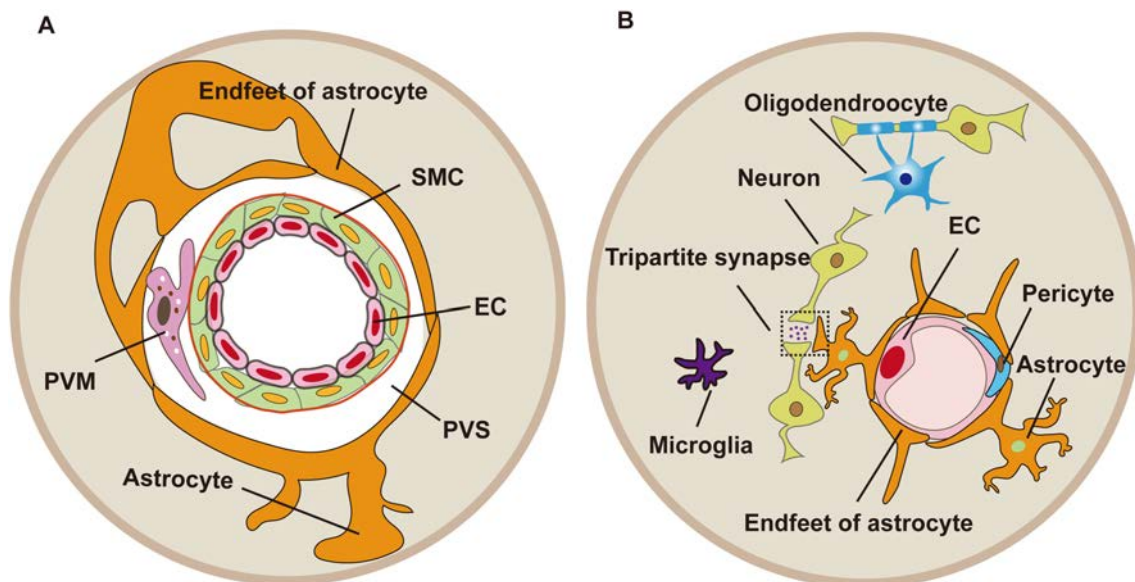 A
Endfeet of astrocyte
SMC
EC
PVM
PVS
Astrocyte
B
Oligodendroocyte
Neuron
EC
Tripartite synapse
Pericyte
Astrocyte
Microglia
Endfeet of astrocyte